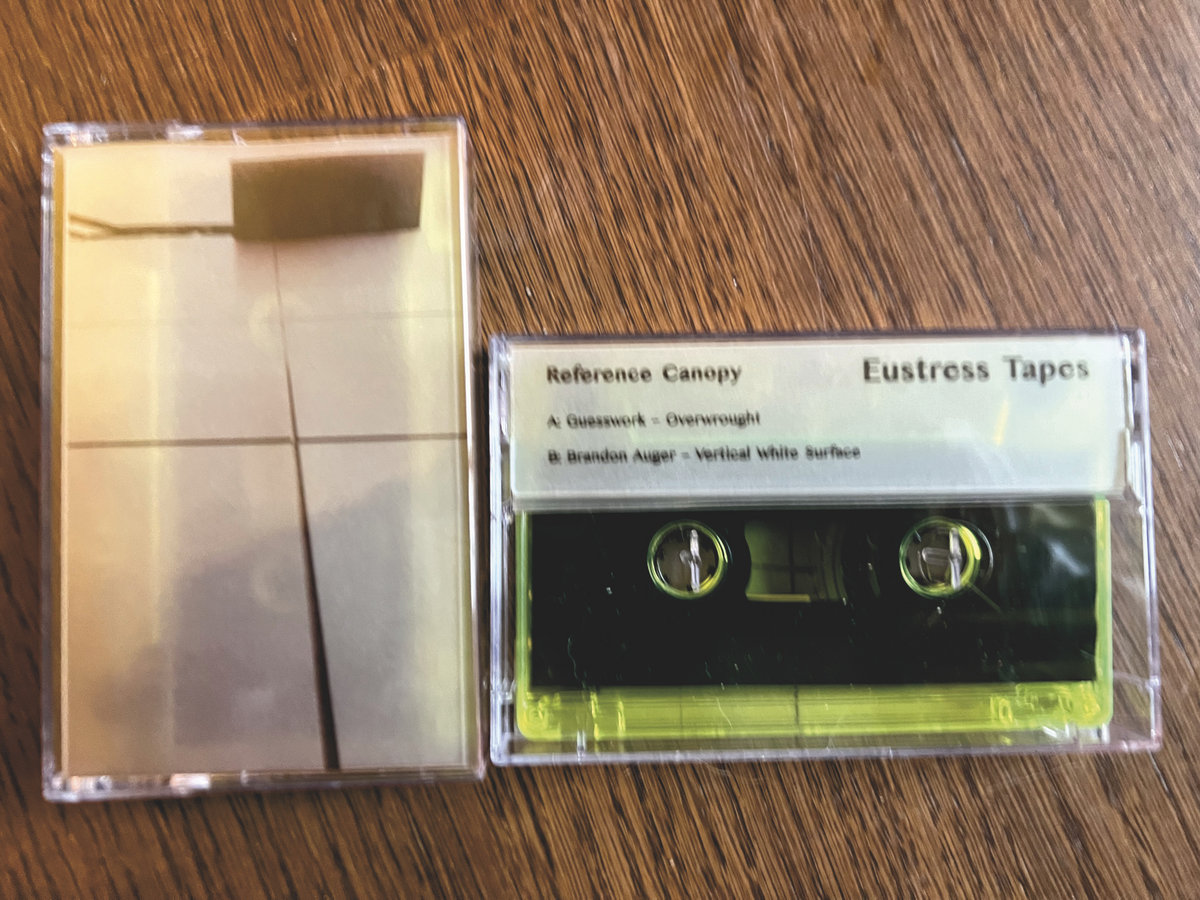 Reference Canopy
Eustress Tapes
A: Guesswork – Overwrought
B: Brandon Auger – Vertical White Surface